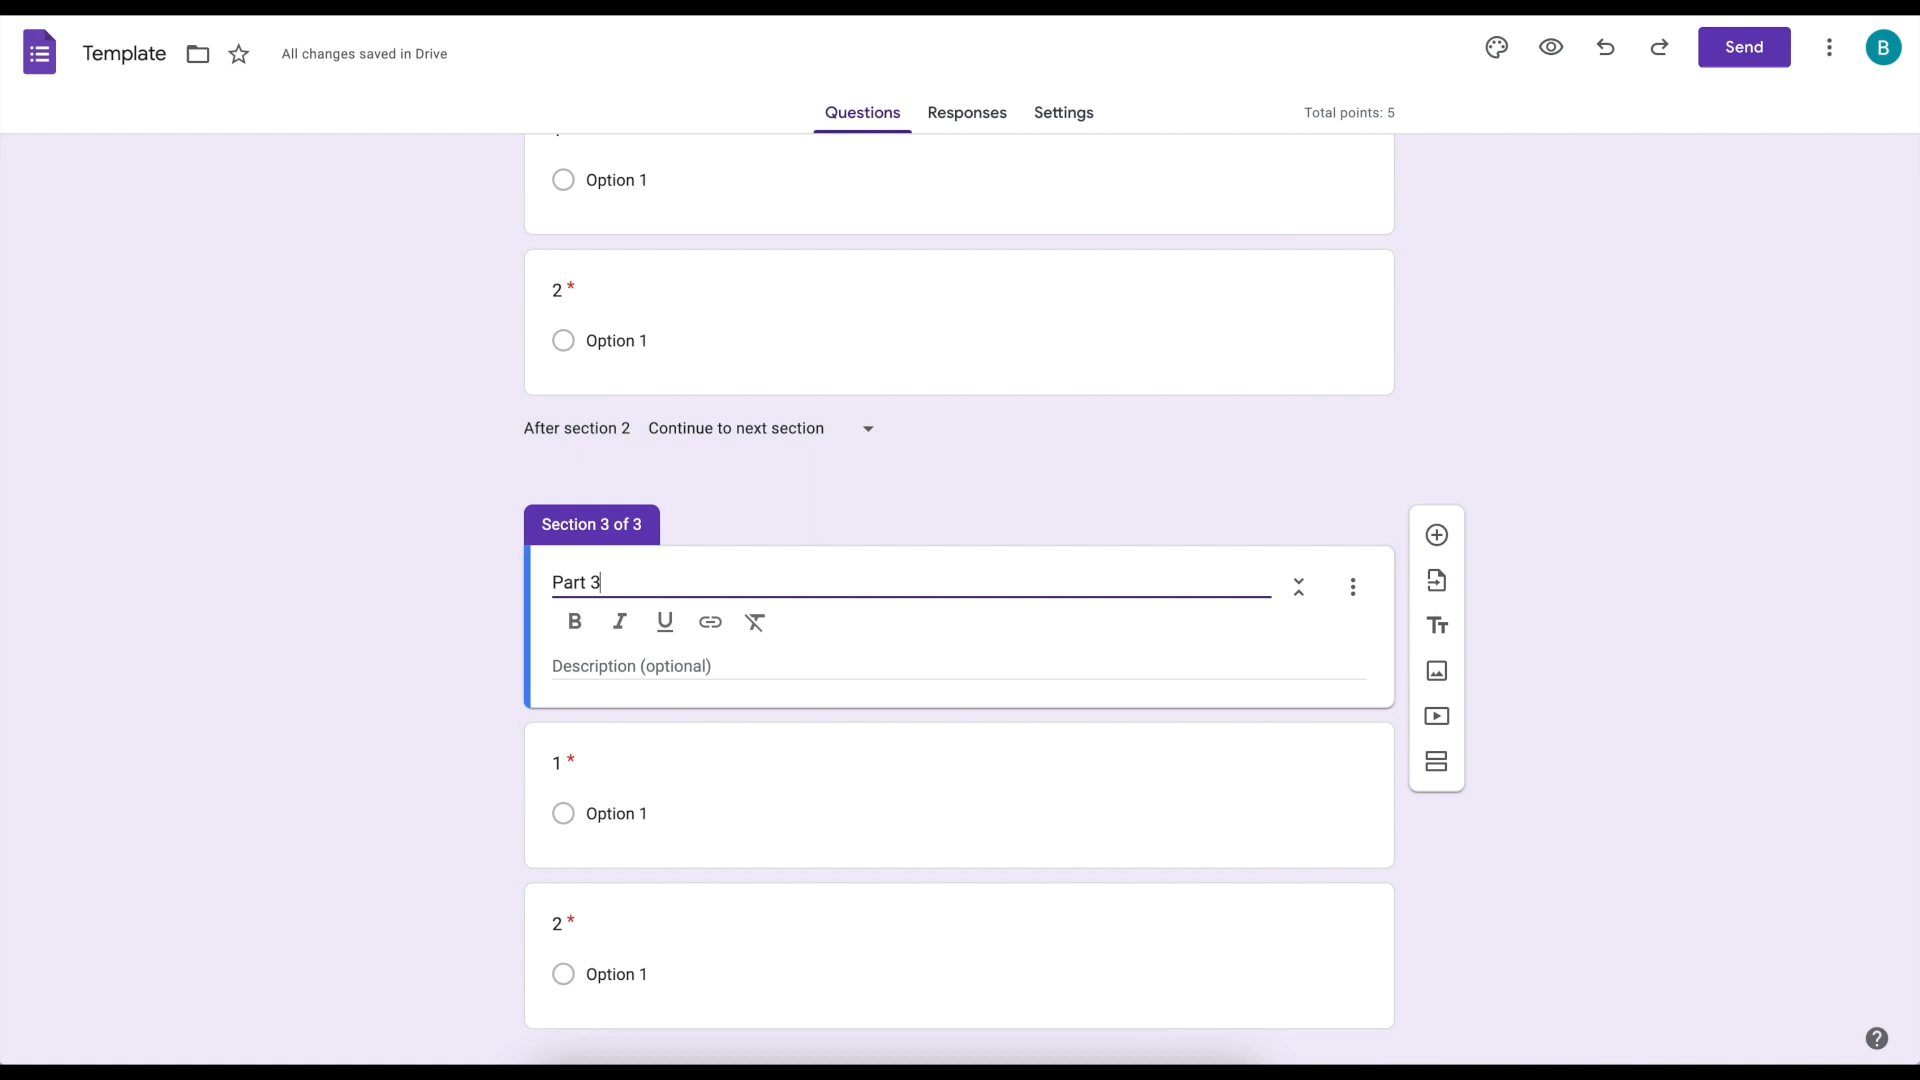 Template
All changes saved in Drive
Send
B
Questions
Responses
Settings
Total points: 5
Option 1
2 *
Option 1
After section 2
Continue to next section
Section 3 of 3
Part 3
B I U
Description (optional)
Tт
1 *
Option 1
2 *
Option 1
?